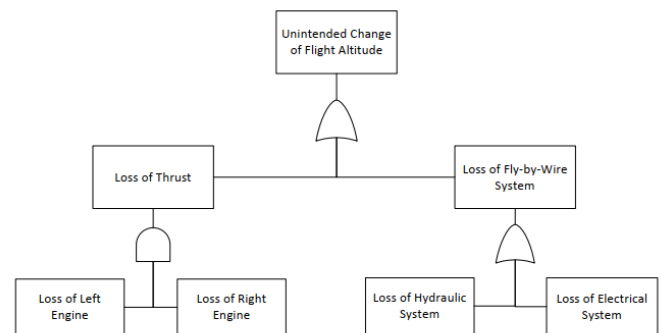 Unintended Change
of Flight Altitude
Loss of Thrust
Loss of Fly-by-Wire
System
Loss of Left
Engine
Loss of Right
Engine
Loss of Hydraulic
System
Loss of Electrical
System